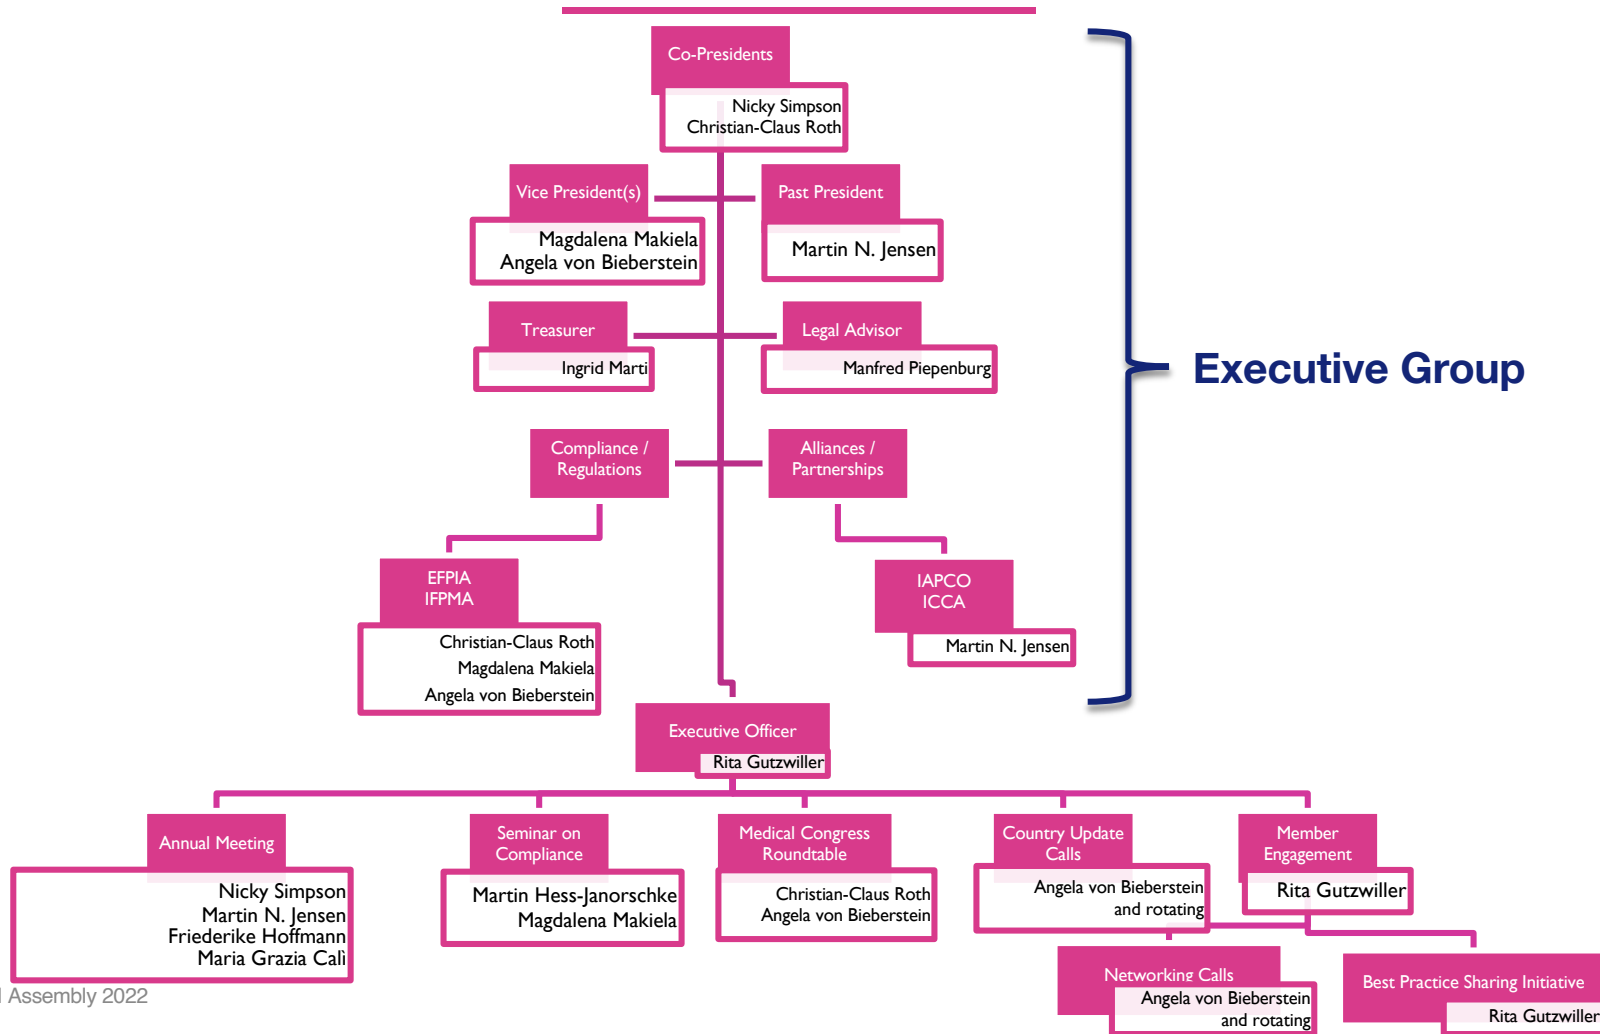 Co-Presidents
Nicky Simpson
Christian-Claus Roth
Vice President(s)
Magdalena Makiela
Angela von Bieberstein
Past President
Martin N. Jensen
Treasurer
Ingrid Marti
Legal Advisor
Manfred Piepenburg
Executive Group
Compliance /
Regulations
Alliances /
Partnerships
EFPIA
IFPMA
Christian-Claus Roth
Magdalena Makiela
Angela von Bieberstein
IAPCO
ICCA
Martin N. Jensen
Executive Officer
Rita Gutzwiller
Annual Meeting
Nicky Simpson
Martin N. Jensen
Friederike Hoffmann
Maria Grazia Calì
Seminar on
Compliance
Martin Hess-Janorschke
Magdalena Makiela
Medical Congress
Roundtable
Christian-Claus Roth
Angela von Bieberstein
Country Update
Calls
Angela von Bieberstein
and rotating
Member
Engagement
Rita Gutzwiller
Networking Calls
Angela von Bieberstein
and rotating
Best Practice Sharing Initiative
Rita Gutzwiller
Assembly 2022